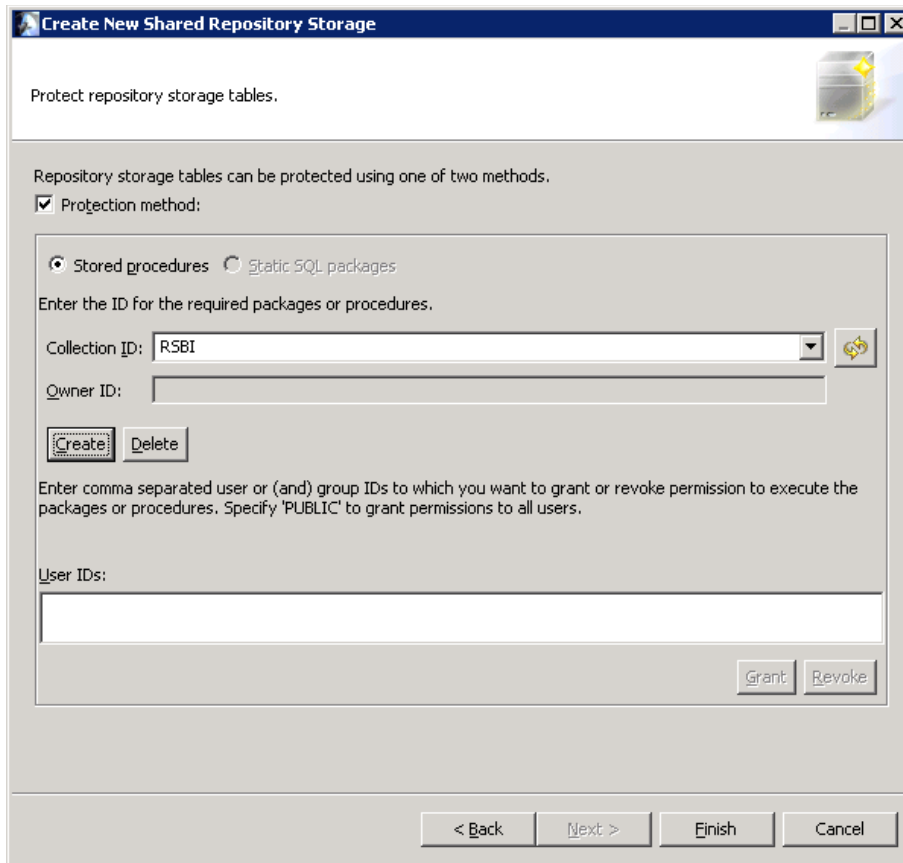 Create New Shared Repository Storage
Protect repository storage tables.
Repository storage tables can be protected using one of two methods.
Protection method:
Stored procedures Static SQL packages
Enter the ID for the required packages or procedures.
Collection ID: RSBI
Owner ID:
Create Delete
Enter comma separated user or (and) group IDs to which you want to grant or revoke permission to execute the
packages or procedures. Specify 'PUBLIC' to grant permissions to all users.
User IDs:
Grant Revoke
< Back Next > Finish Cancel